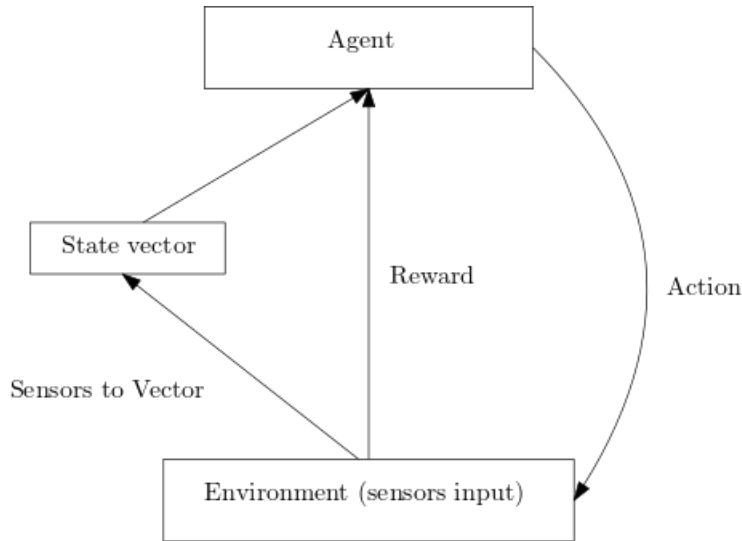 Agent
State vector
Reward
Action
Sensors to Vector
Environment (sensors input)